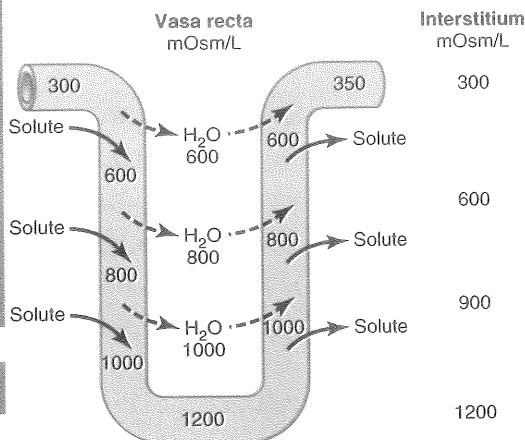 Vasa recta
mOsm/L
Interstitium
mOsm/L
300
350
300
Solute
H₂O
600
600
Solute
600
600
Solute
H₂O
800
800
Solute
800
900
Solute
H₂O
1000
1000
Solute
1000
1200
1200